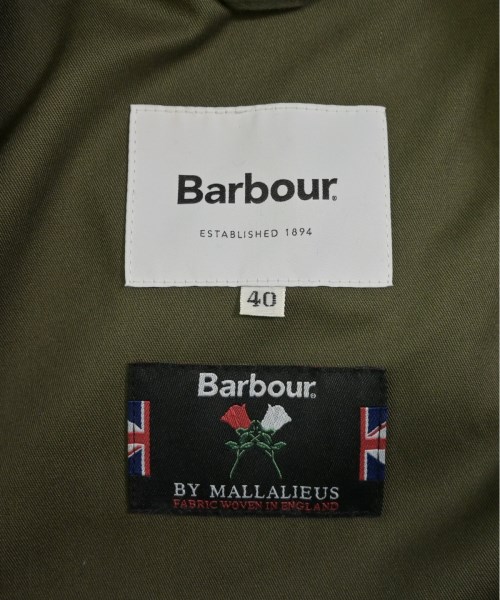 Barbour®
ESTABLISHED 1894
40
Barbour®
BY MALLALIEUS
FABRIC WOVEN IN ENGLAND